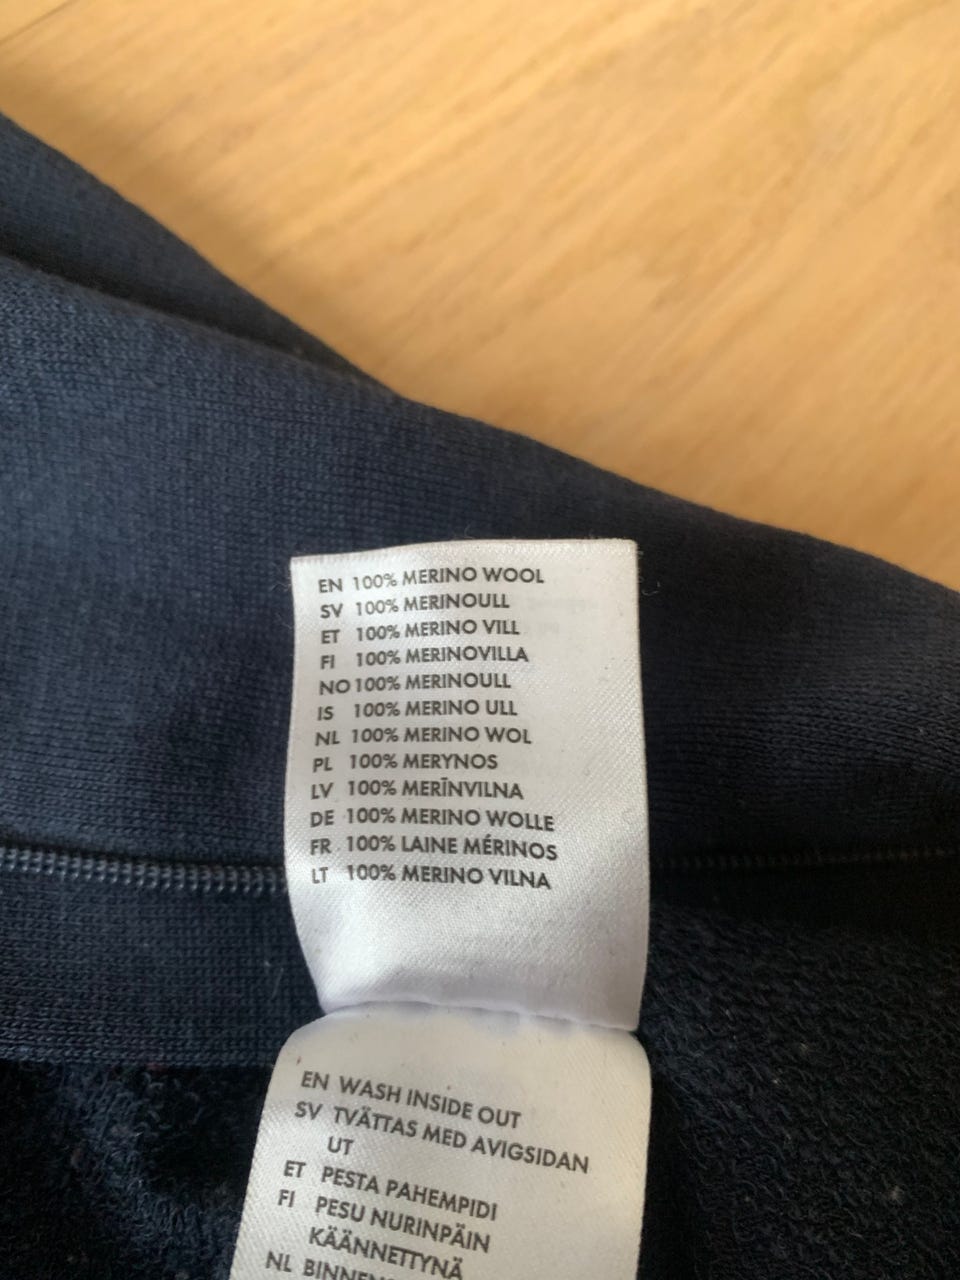 EN 100% MERINO WOOL
SV 100% MERINOULL
ET 100% MERINO VILL
FI 100% MERINOVILLA
NO 100% MERINOULL
IS 100% MERINO ULL
NL 100% MERINO WOL
PL 100% MERYNOS
LV 100% MERĪNVILNA
DE 100% MERINO WOLLE
FR 100% LAINE MÉRINOS
LT 100% MERINO VILNA
EN WASH INSIDE OUT
SV TVÄTTAS MED AVIGSIDAN
UT
ET PESTA PAHEMPIDI
FI PESU NURINPÄIN
KÄÄNNETTYNÄ
NL